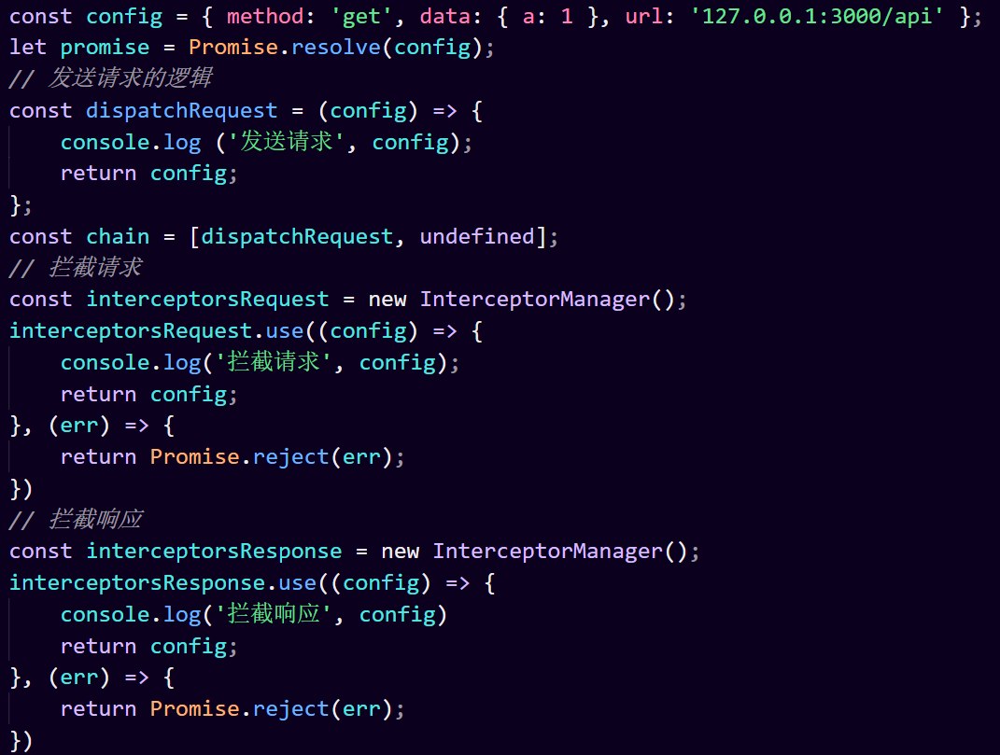 const config = { method: 'get', data: { a: 1 }, url: '127.0.0.1:3000/api' };
let promise = Promise.resolve(config);
// 发送请求的逻辑
const dispatchRequest = (config) => {
    console.log ('发送请求', config);
    return config;
};
const chain = [dispatchRequest, undefined];
// 拦截请求
const interceptorsRequest = new InterceptorManager();
interceptorsRequest.use((config) => {
    console.log('拦截请求', config);
    return config;
}, (err) => {
    return Promise.reject(err);
})
// 拦截响应
const interceptorsResponse = new InterceptorManager();
interceptorsResponse.use((config) => {
    console.log('拦截响应', config)
    return config;
}, (err) => {
    return Promise.reject(err);
})